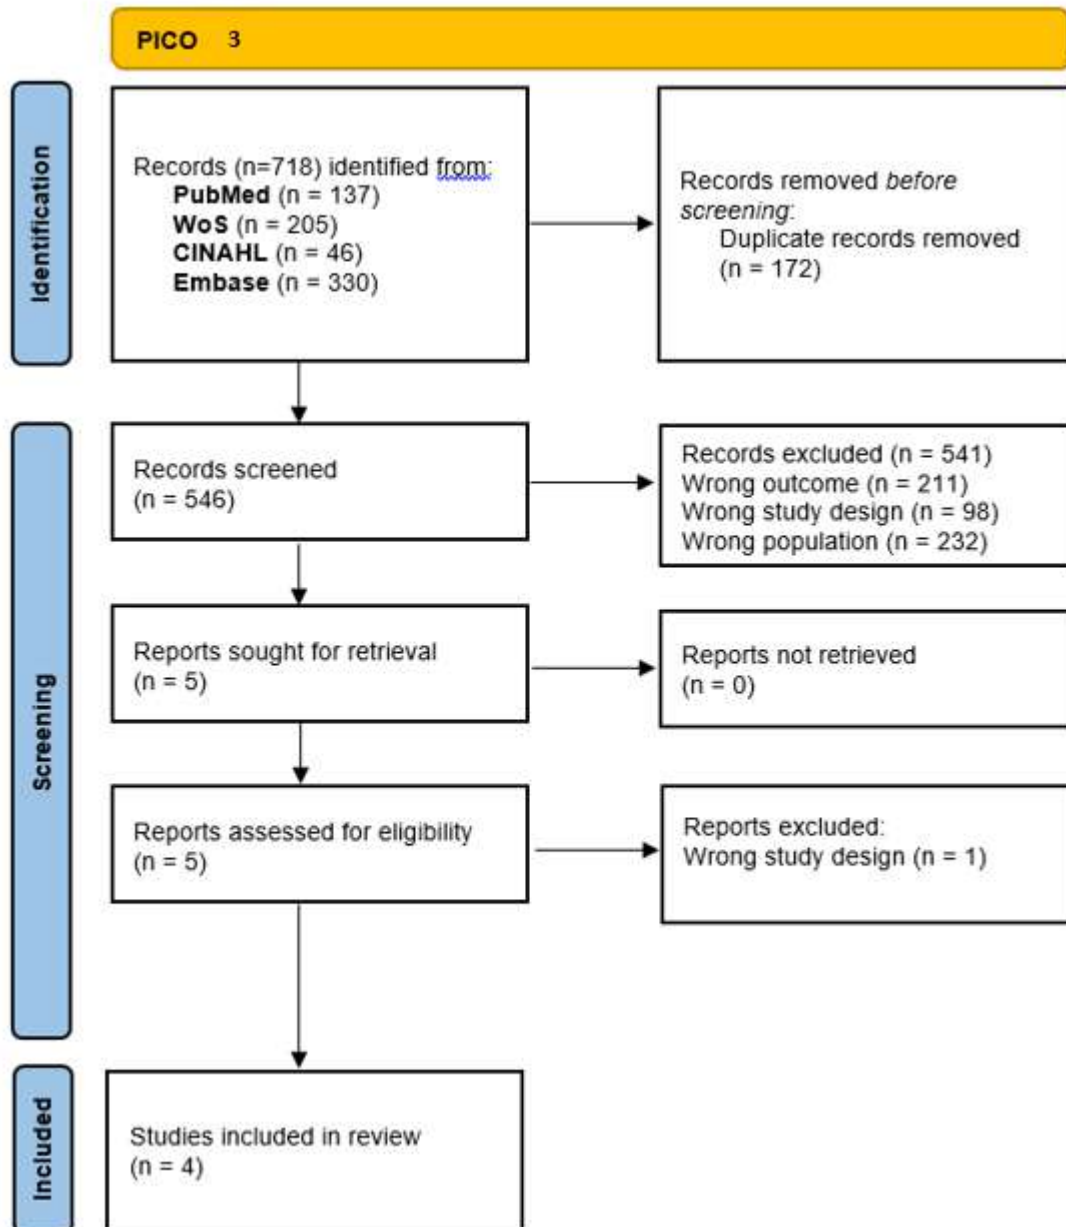 PICO 3
Identification
Records (n=718) identified from:
PubMed (n = 137)
WoS (n = 205)
CINAHL (n = 46)
Embase (n = 330)
Records removed before
screening:
Duplicate records removed
(n = 172)
Screening
Records screened
(n = 546)
Records excluded (n = 541)
Wrong outcome (n = 211)
Wrong study design (n = 98)
Wrong population (n = 232)
Reports sought for retrieval
(n = 5)
Reports not retrieved
(n = 0)
Reports assessed for eligibility
(n = 5)
Reports excluded:
Wrong study design (n = 1)
Included
Studies included in review
(n = 4)